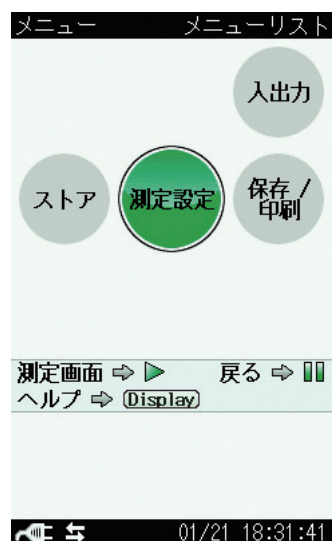 メニュー メニューリスト
入出力
ストア 測定設定 保存/
印刷
測定画面 ⇨ ▷ 戻る ⇨ ▯▯
ヘルプ ⇨ (Display)
01/21 18:31:41